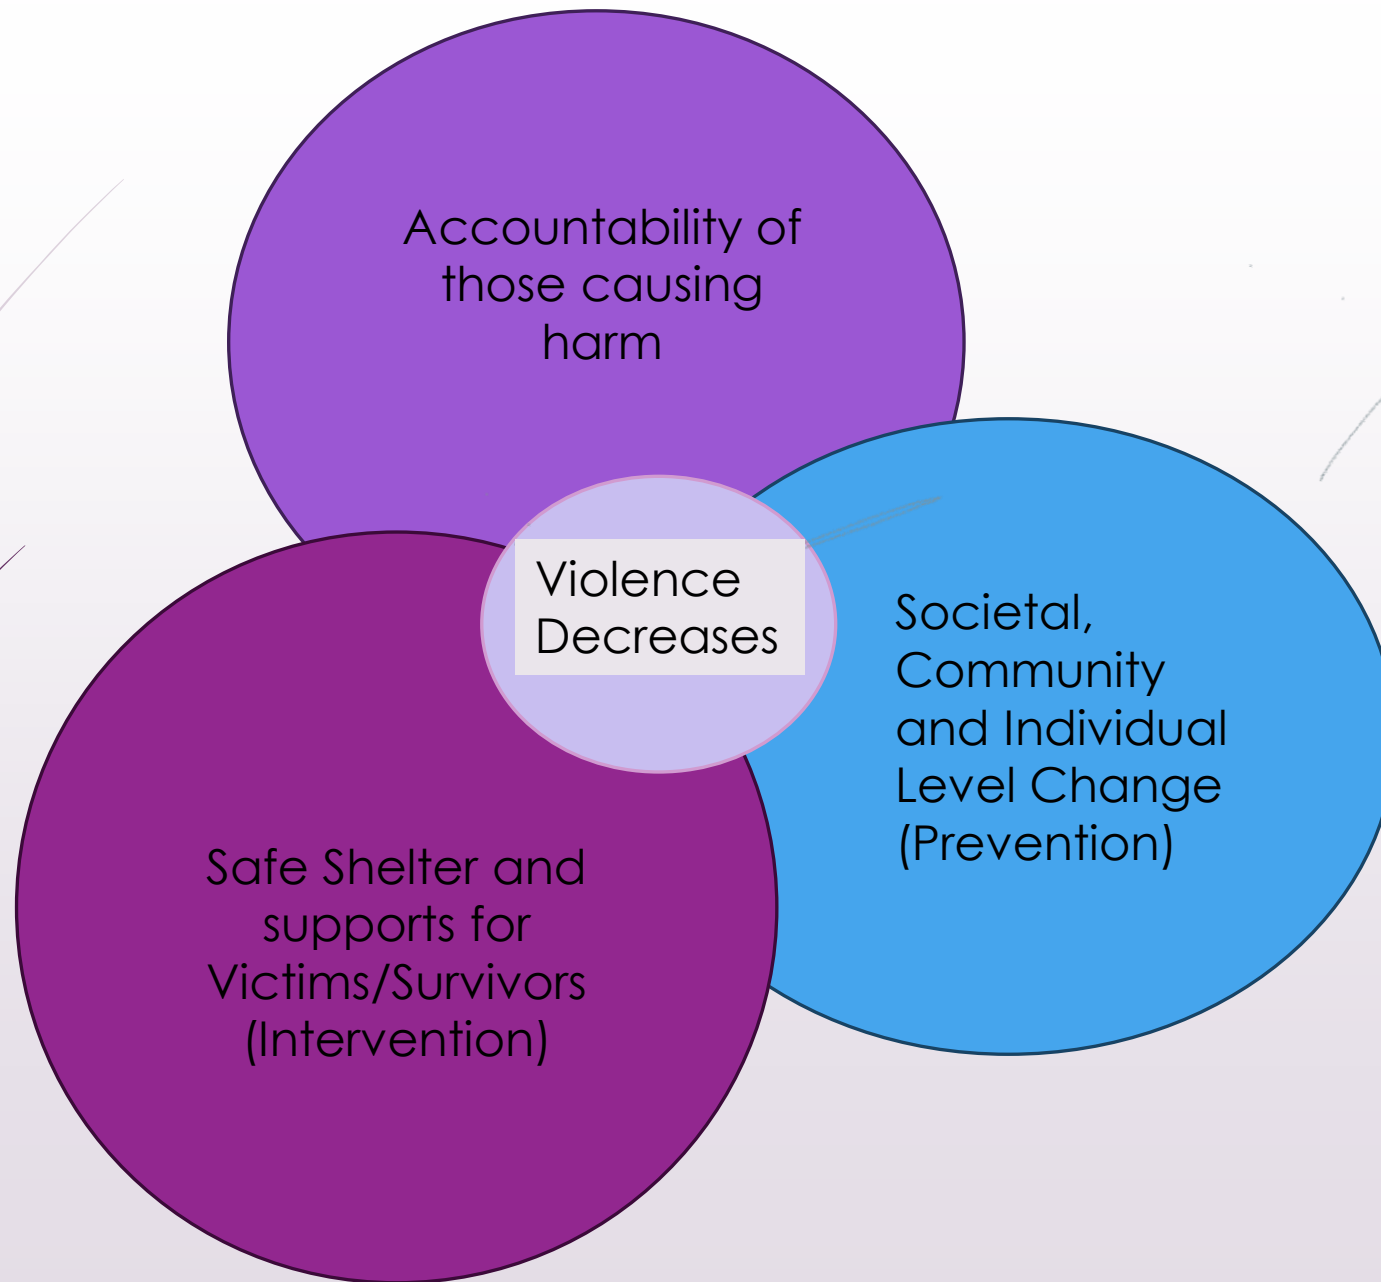 Accountability of
those causing
harm
Violence
Decreases
Societal,
Community
and Individual
Level Change
(Prevention)
Safe Shelter and
supports for
Victims/Survivors
(Intervention)